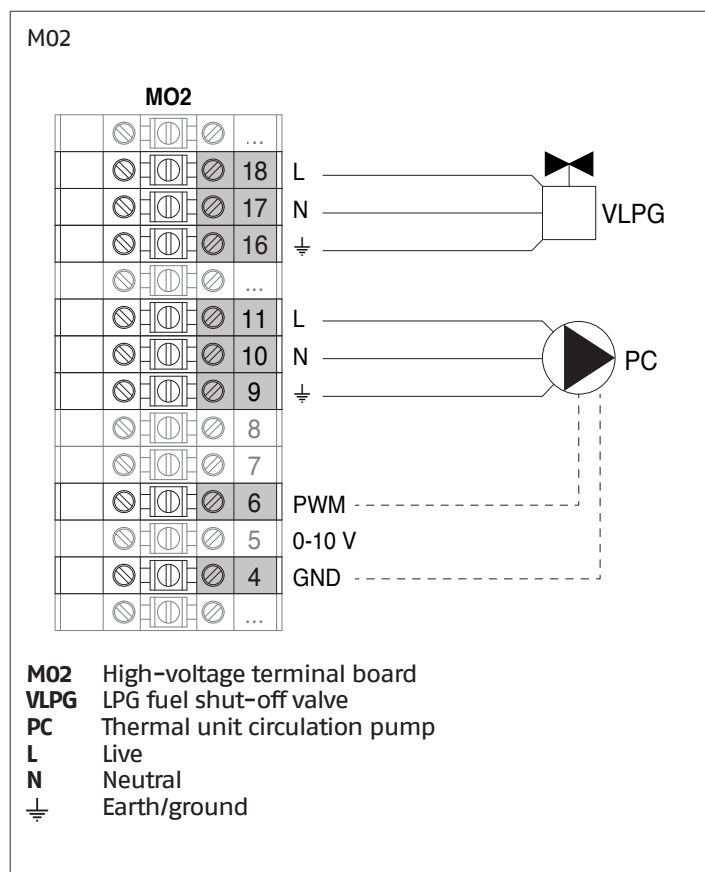 M02
MO2
...
18 L
17 N VLPG
16 ⏚
...
11 L
10 N PC
9 ⏚
8
7
6 PWM
5 0-10 V
4 GND
...
M02 High-voltage terminal board
VLPG LPG fuel shut-off valve
PC Thermal unit circulation pump
L Live
N Neutral
⏚ Earth/ground